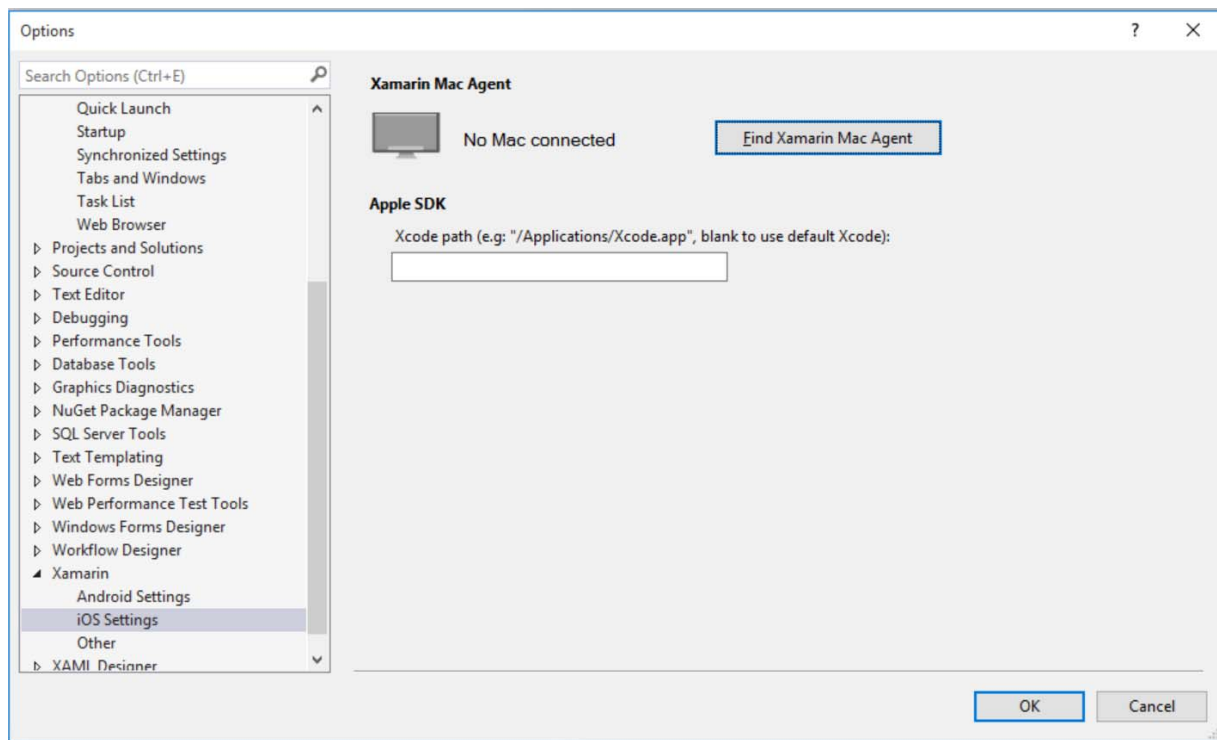 Options
?
Search Options (Ctrl+E)
Quick Launch
Startup
Synchronized Settings
Tabs and Windows
Task List
Web Browser
Projects and Solutions
Source Control
Text Editor
Debugging
Performance Tools
Database Tools
Graphics Diagnostics
NuGet Package Manager
SQL Server Tools
Text Templating
Web Forms Designer
Web Performance Test Tools
Windows Forms Designer
Workflow Designer
Xamarin
Android Settings
iOS Settings
Other
XAML Designer
Xamarin Mac Agent
No Mac connected
Find Xamarin Mac Agent
Apple SDK
Xcode path (e.g: "/Applications/Xcode.app", blank to use default Xcode):
OK
Cancel